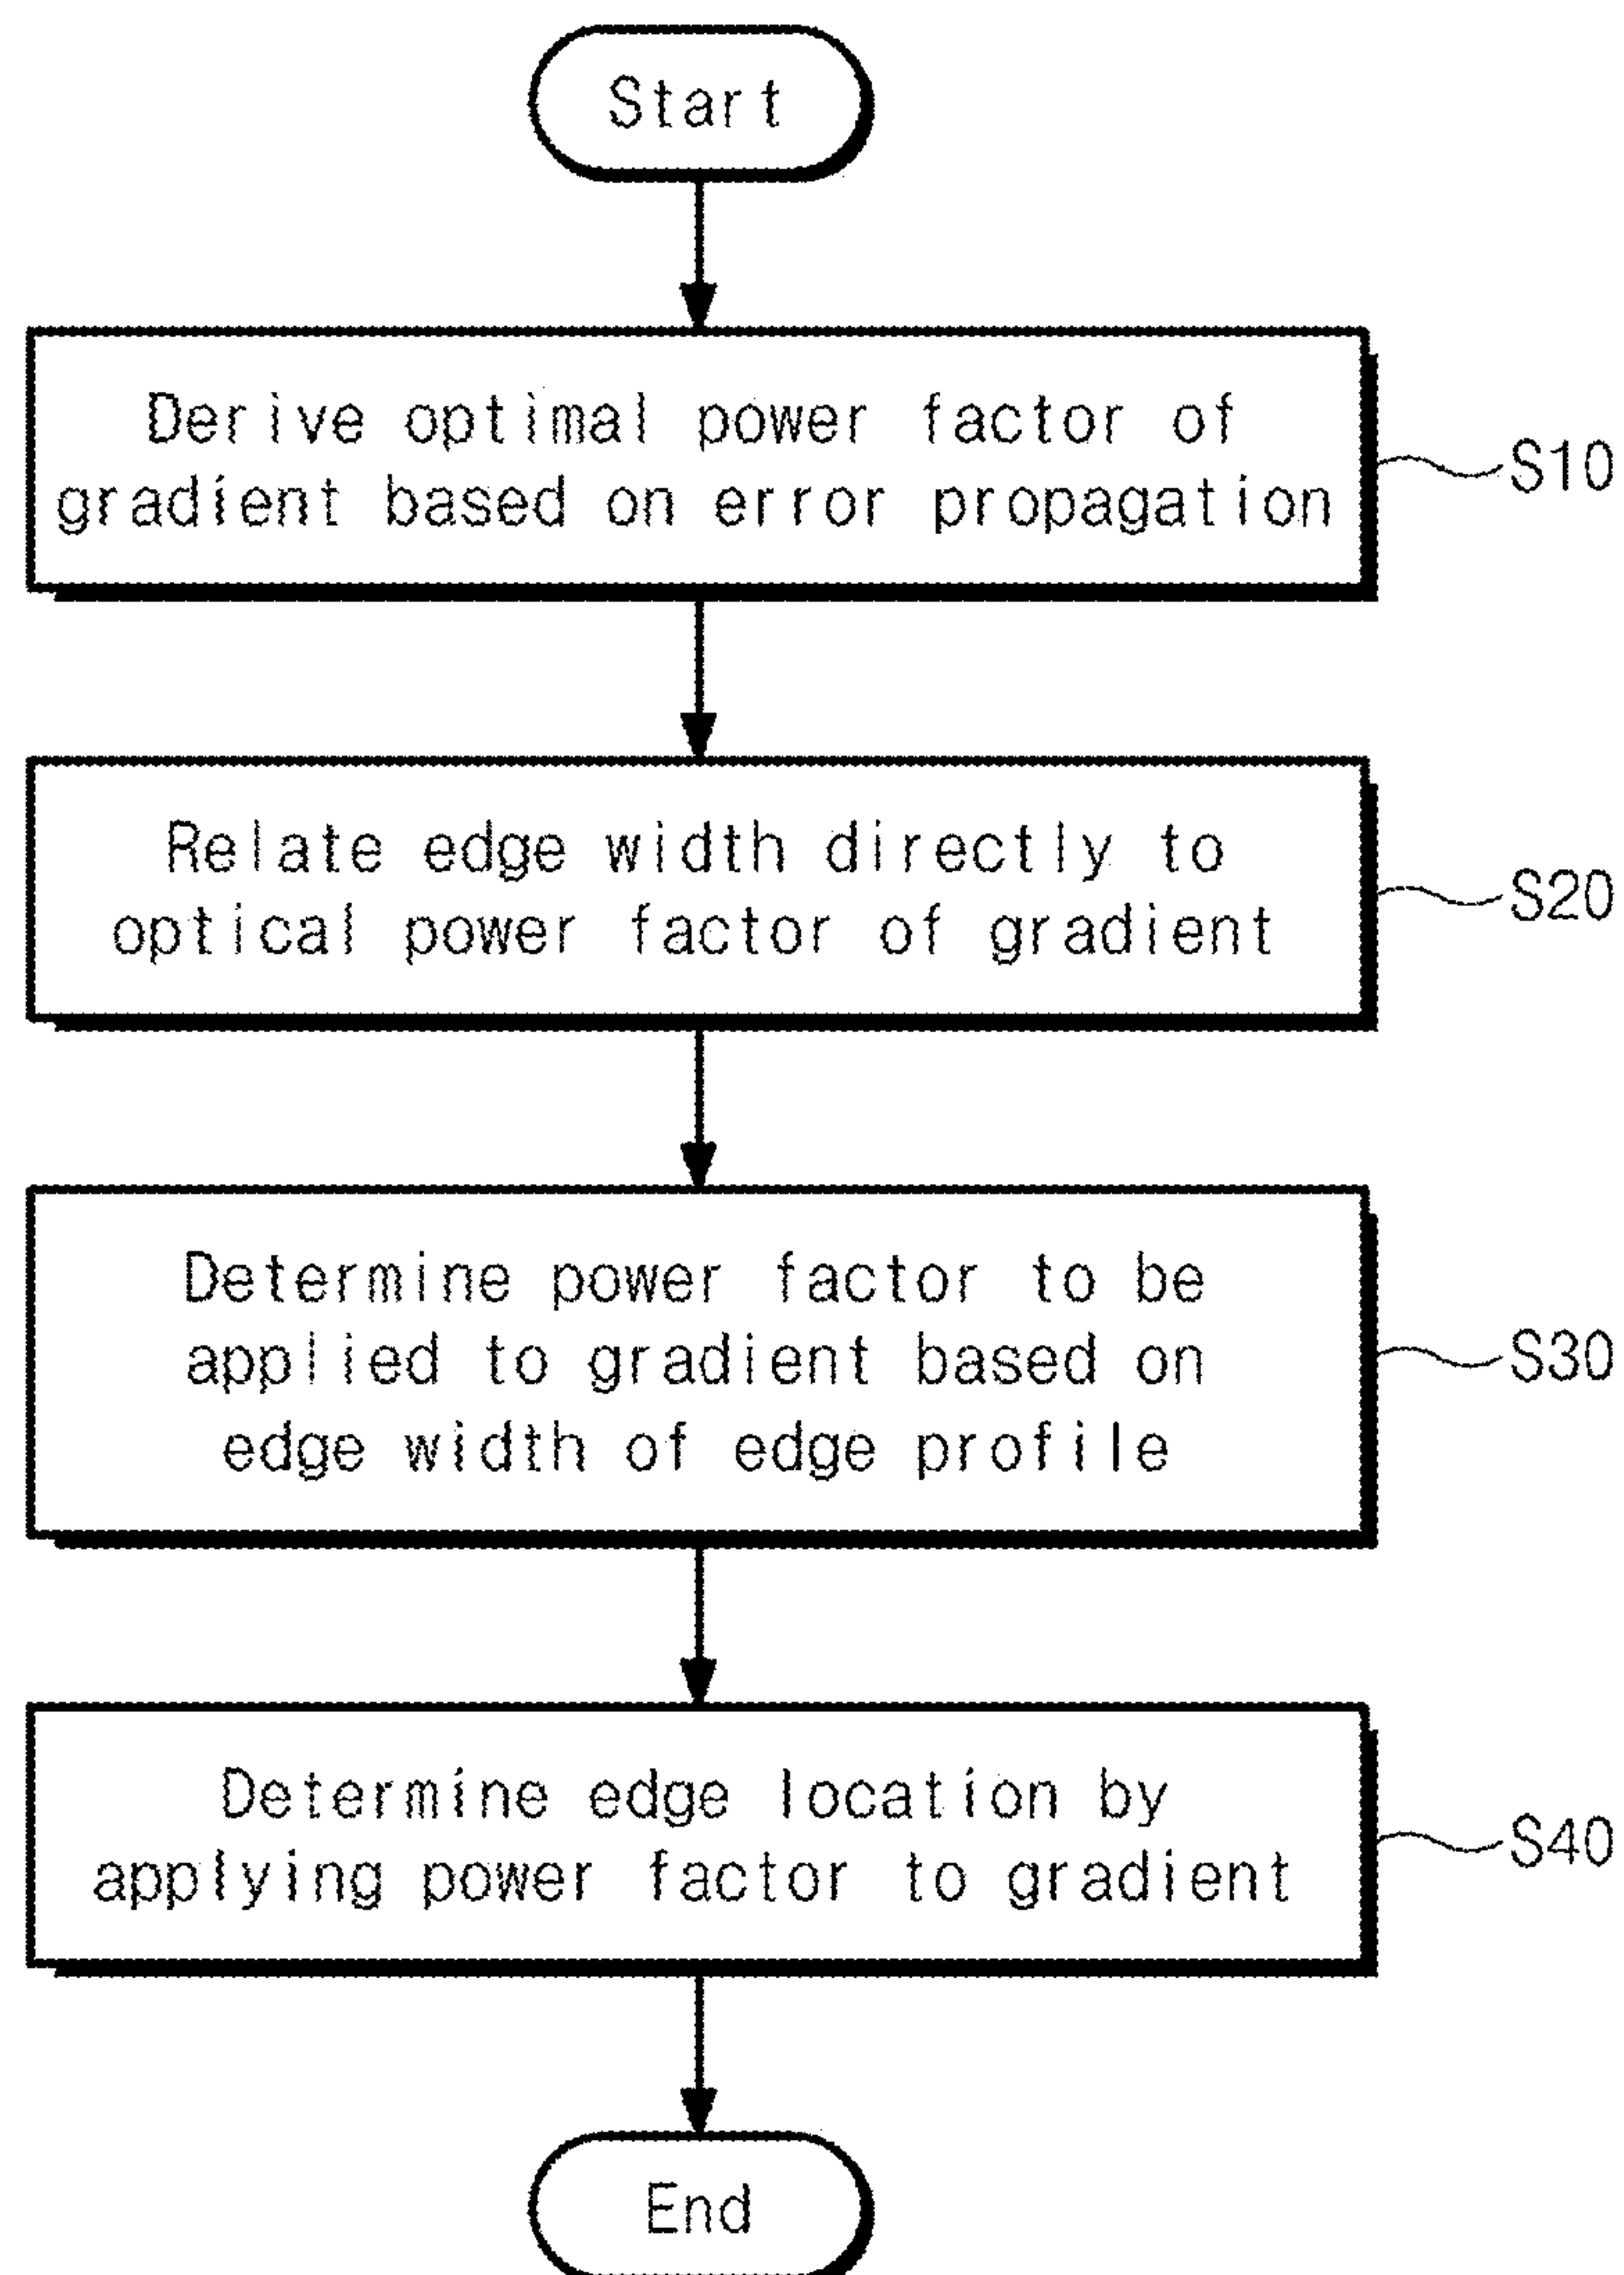 Start
Derive optimal power factor of
gradient based on error propagation
S10
Relate edge width directly to
optical power factor of gradient
S20
Determine power factor to be
applied to gradient based on
edge width of edge profile
S30
Determine edge location by
applying power factor to gradient
S40
End